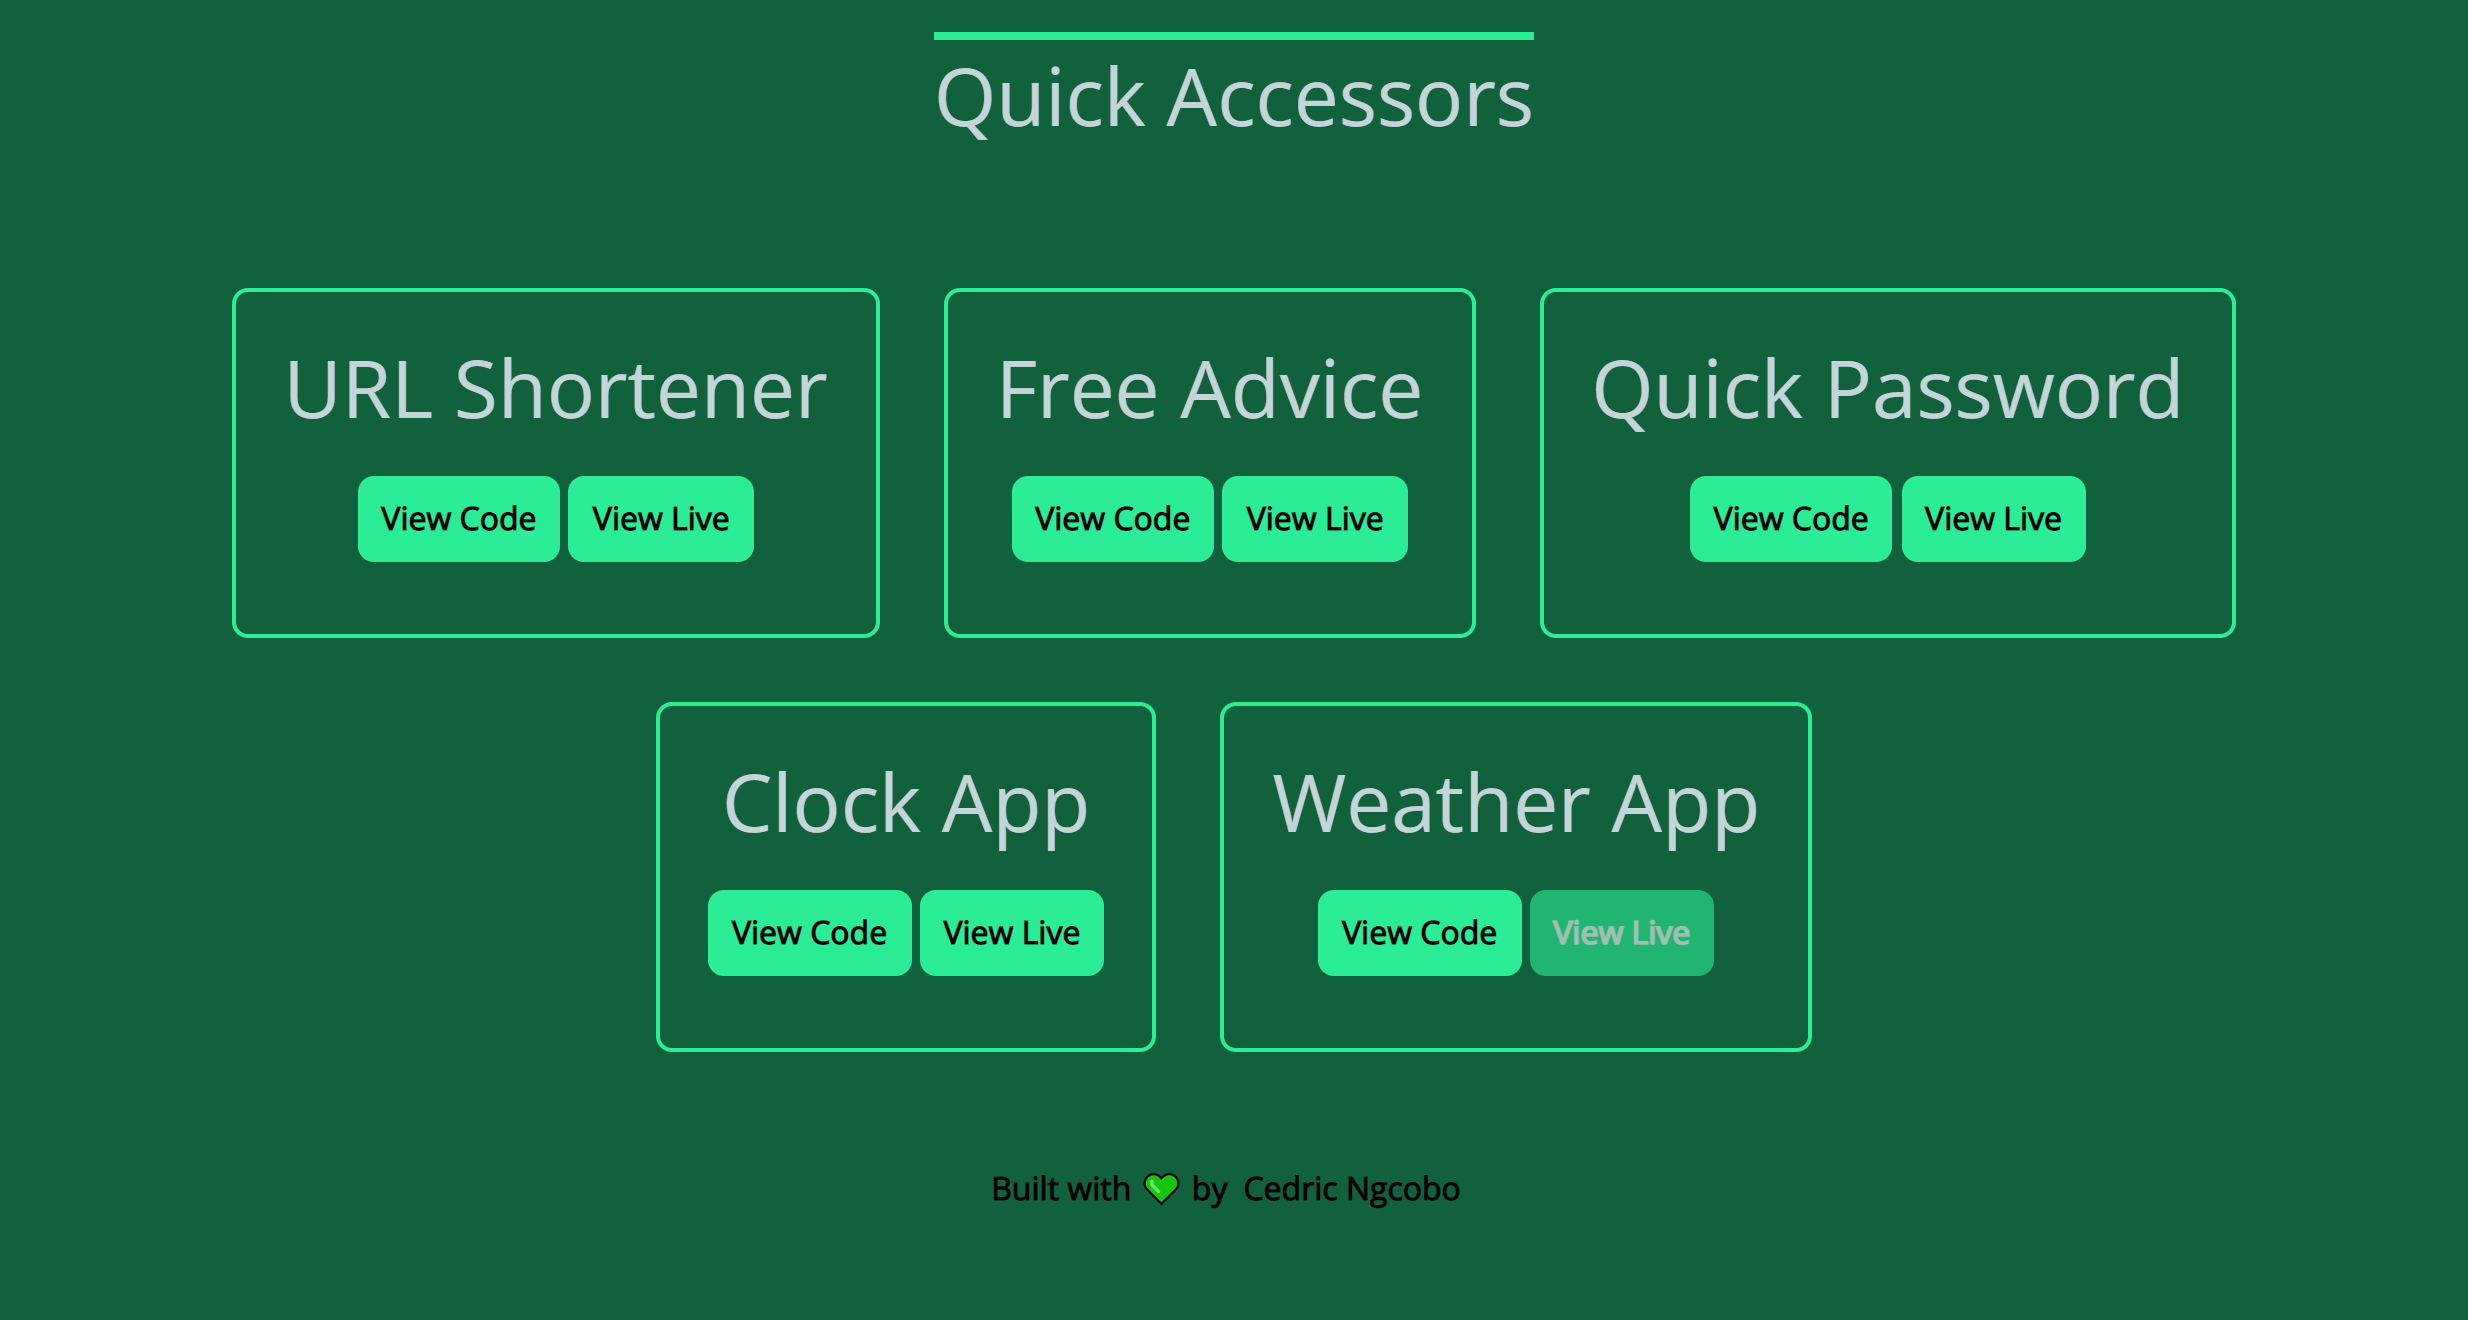 Quick Accessors
URL Shortener
View Code View Live
Free Advice
View Code View Live
Quick Password
View Code View Live
Clock App
View Code View Live
Weather App
View Code View Live
Built with 💚 by Cedric Ngcobo